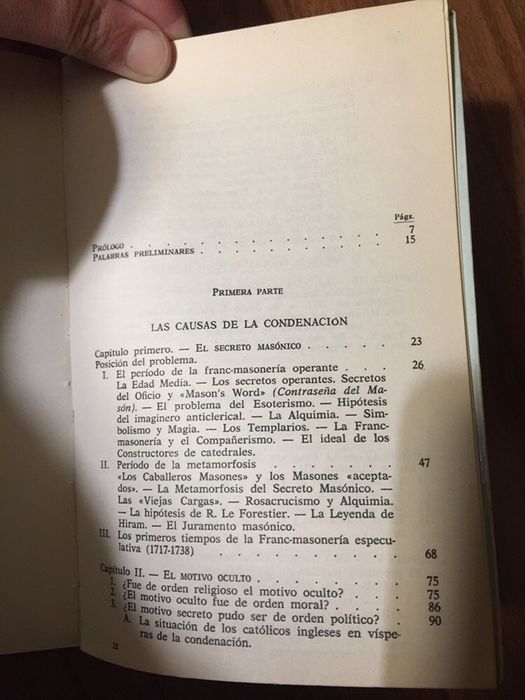 Págs.
PRÓLOGO . . . . . . . . . . . . . 7
PALABRAS PRELIMINARES . . . . . . . . . . 15
PRIMERA PARTE
LAS CAUSAS DE LA CONDENACIÓN
Capítulo primero. — EL SECRETO MASÓNICO . . . . . 23
Posición del problema.
I. El período de la franc-masonería operante . . . 26
La Edad Media. — Los secretos operantes. Secretos
del Oficio y «Mason's Word» (Contraseña del Ma-
són). — El problema del Esoterismo. — Hipótesis
del imaginero anticlerical. — La Alquimia. — Sim-
bolismo y Magia. — Los Templarios. — La Franc-
masonería y el Compañerismo. — El ideal de los
Constructores de catedrales.
II. Período de la metamorfosis . . . . . . . 47
«Los Caballeros Masones» y los Masones «acepta-
dos». — La Metamorfosis del Secreto Masónico. —
Las «Viejas Cargas». — Rosacrucismo y Alquimia.
— La hipótesis de R. Le Forestier. — La Leyenda de
Hiram. — El Juramento masónico.
III. Los primeros tiempos de la Franc-masonería especu-
lativa (1717-1738) . . . . . . . . 68
Capítulo II. — EL MOTIVO OCULTO . . . . . . . 75
1. ¿Fue de orden religioso el motivo oculto? . . . 75
2. ¿El motivo oculto fue de orden moral? . . . . 86
3. ¿El motivo secreto pudo ser de orden político? . . 90
A. La situación de los católicos ingleses en víspe-
ras de la condenación.
II